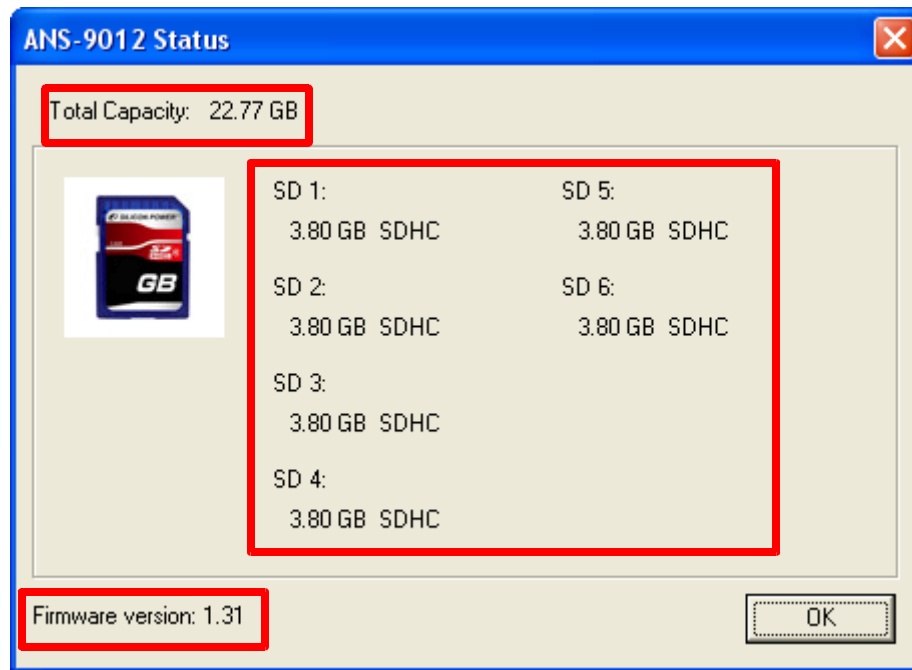 ANS-9012 Status
Total Capacity: 22.77 GB
SILICON POWER
GB
SD 1:
3.80 GB SDHC
SD 2:
3.80 GB SDHC
SD 3:
3.80 GB SDHC
SD 4:
3.80 GB SDHC
SD 5:
3.80 GB SDHC
SD 6:
3.80 GB SDHC
Firmware version: 1.31
OK